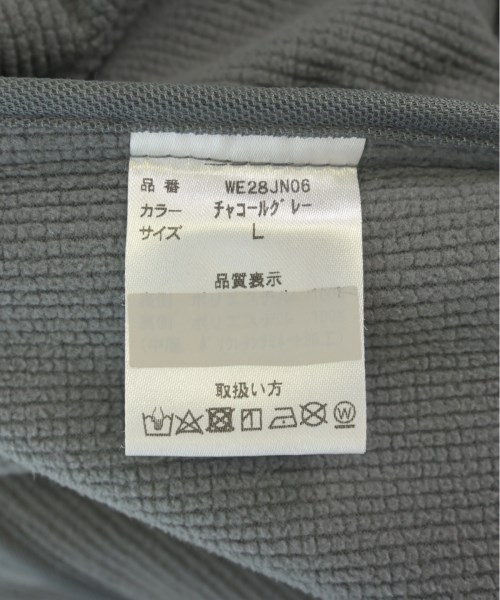 品番 WE28JN06
カラー チャコールグレー
サイズ L
品質表示
取扱い方
W